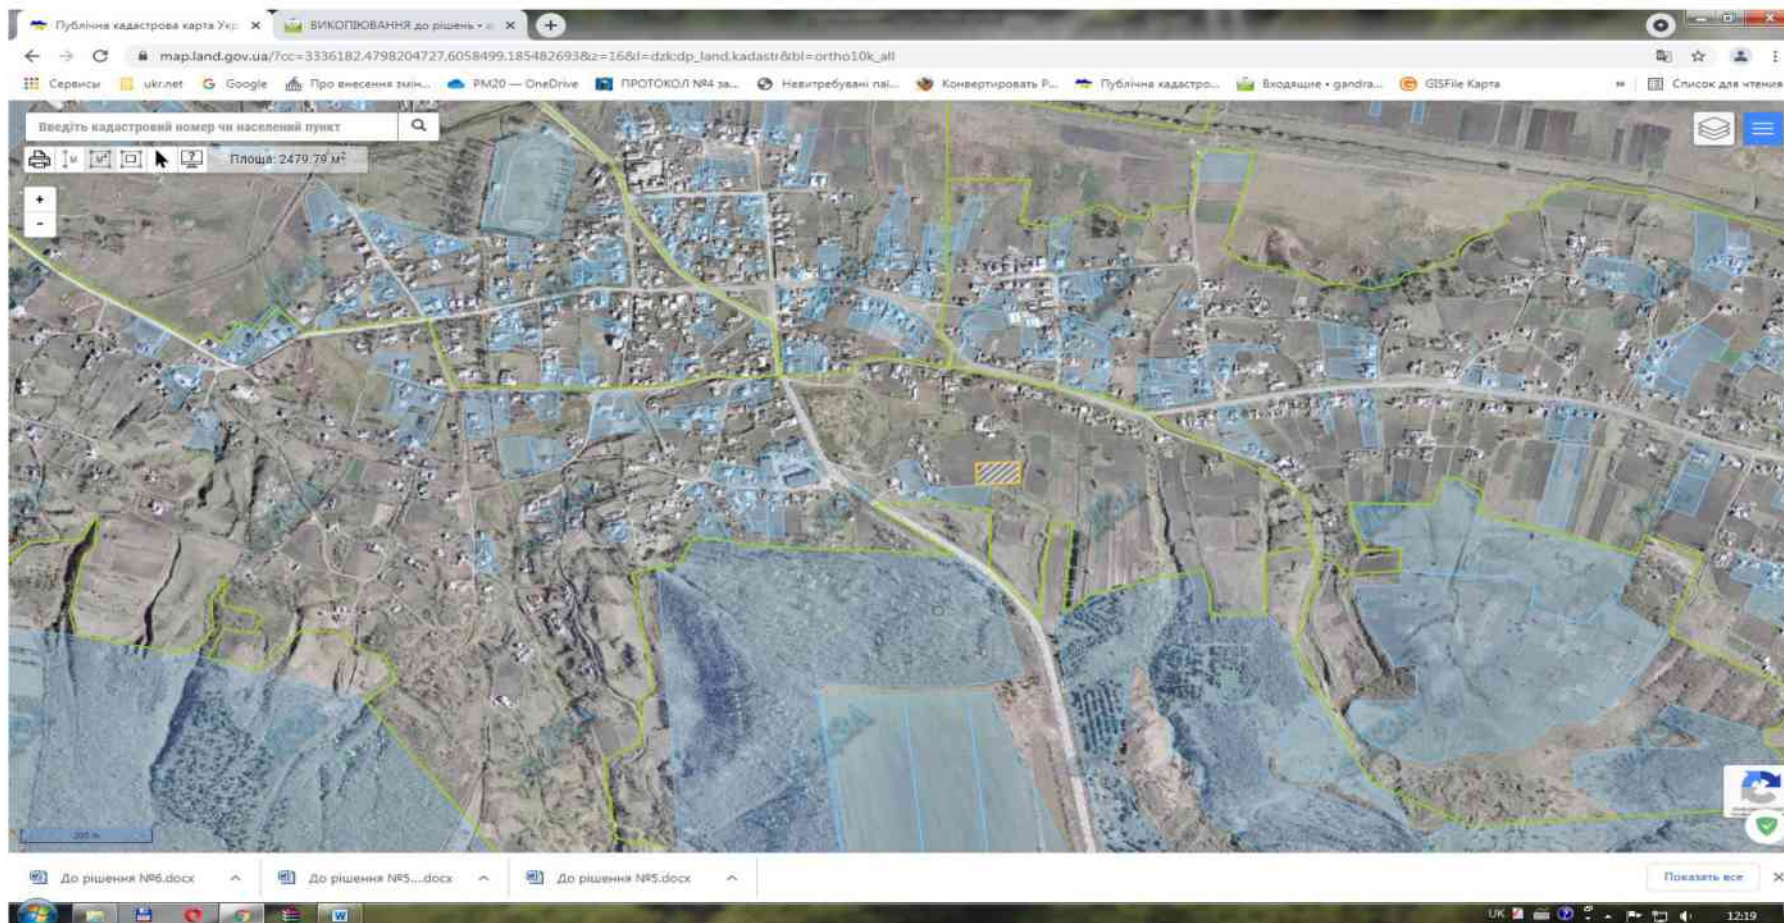 Публічна кадастрова карта Укр
ВИКОПІЮВАННЯ до рішень •
map.land.gov.ua/?cc=3336182.4798204727,6058499.185482693&z=16&l=dzk:dp_land,kadastr&bl=ortho10k_all
Сервисы
ukr.net
Google
Про внесення змін...
PM20 — OneDrive
ПРОТОКОЛ №4 за...
Невитребувані паї...
Конвертировать P...
Публічна кадастро...
Входящие • gandra...
GISFile Карта
»
Список для чтения
Введіть кадастровий номер чи населений пункт
Площа: 2479.79 м²
+
-
200 m
До рішення №6.docx
До рішення №5....docx
До рішення №5.docx
Показать все
UK
12:19